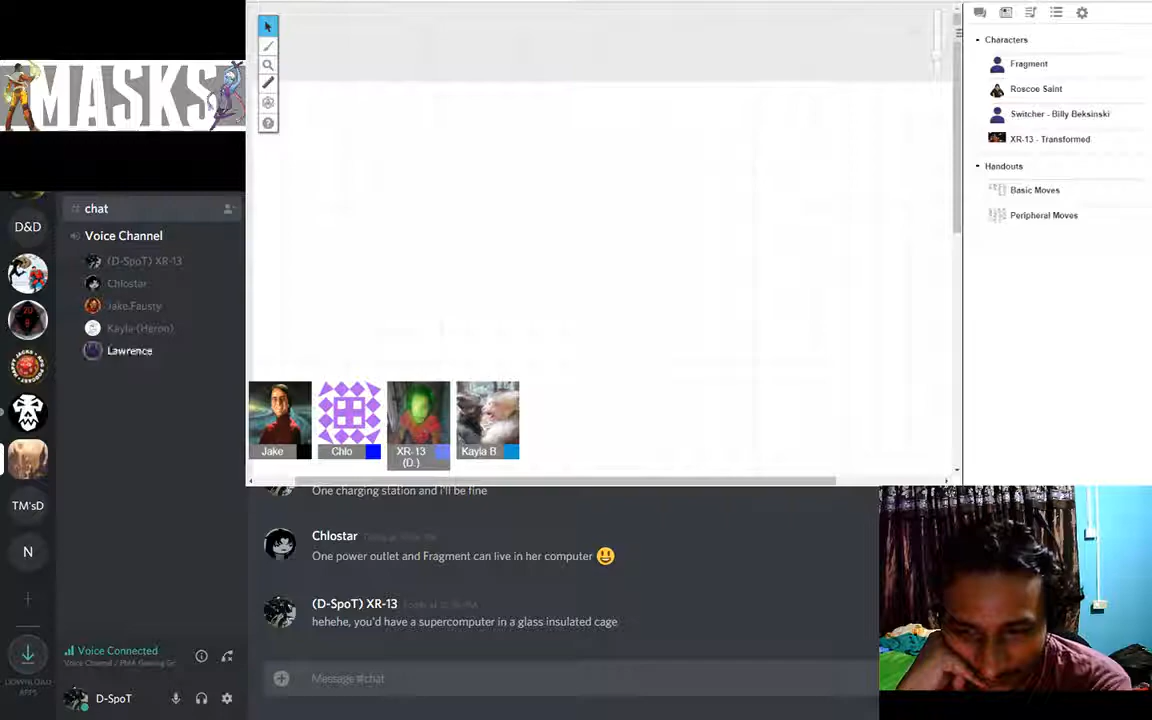 MASKS
D&D
TM'sD
N
DOWNLOAD
APPS
chat
Voice Channel
(D-SpoT) XR-13
Chlostar
Jake.Fausty
Kayla (Heron)
Lawrence
Voice Connected
D-SpoT
Jake
Chlo
XR-13
(D.)
Kayla B
One charging station and i'll be fine
Chlostar
One power outlet and Fragment can live in her computer 😃
(D-SpoT) XR-13
hehehe, you'd have a supercomputer in a glass insulated cage
Message #chat
Characters
Fragment
Roscoe Saint
Switcher - Billy Beksinski
XR-13 - Transformed
Handouts
Basic Moves
Peripheral Moves